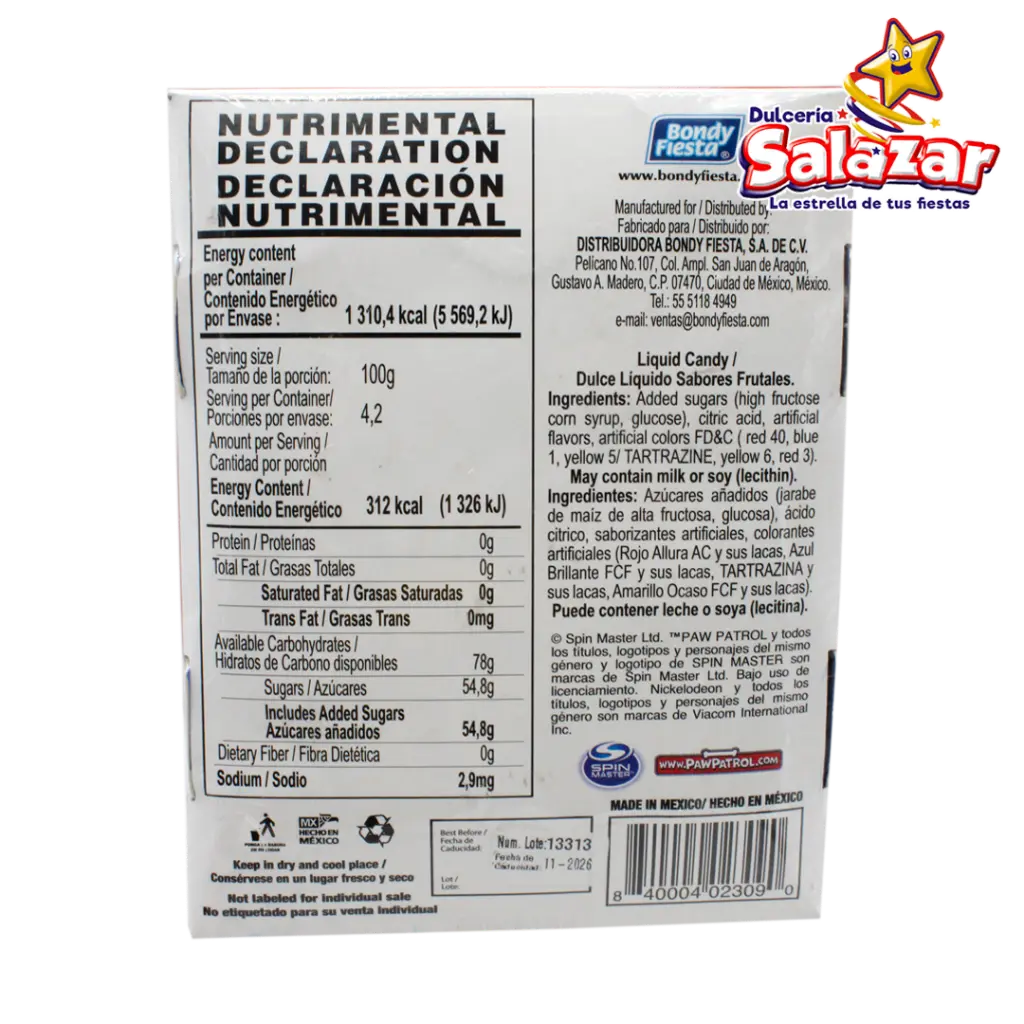 NUTRIMENTAL
DECLARATION
DECLARACIÓN
NUTRIMENTAL
Energy content
per Container /
Contenido Energético
por Envase : 1 310,4 kcal (5 569,2 kJ)
Serving size /
Tamaño de la porción: 100g
Serving per Container/
Porciones por envase: 4,2
Amount per Serving /
Cantidad por porción
Energy Content /
Contenido Energético 312 kcal (1 326 kJ)
Protein / Proteínas 0g
Total Fat / Grasas Totales 0g
Saturated Fat / Grasas Saturadas 0g
Trans Fat / Grasas Trans 0mg
Available Carbohydrates /
Hidratos de Carbono disponibles 78g
Sugars / Azúcares 54,8g
Includes Added Sugars
Azúcares añadidos 54,8g
Dietary Fiber / Fibra Dietética 0g
Sodium / Sodio 2,9mg
MX
HECHO EN
MÉXICO
Keep in dry and cool place /
Consérvese en un lugar fresco y seco
Not labeled for individual sale
No etiquetado para su venta individual
Best Before /
Fecha de
Caducidad:
Lot /
Lote:
Num. Lote:13313
Fecha de
Caducidad: 11-2026
Dulcería
Salazar
La estrella de tus fiestas
Bondy
Fiesta®
www.bondyfiesta.
Manufactured for / Distributed by:
Fabricado para / Distribuido por:
DISTRIBUIDORA BONDY FIESTA, S.A. DE C.V.
Pelicano No.107, Col. Ampl. San Juan de Aragón,
Gustavo A. Madero, C.P. 07470, Ciudad de México, México.
Tel.: 55 5118 4949
e-mail: ventas@bondyfiesta.com
Liquid Candy /
Dulce Líquido Sabores Frutales.
Ingredients: Added sugars (high fructose
corn syrup, glucose), citric acid, artificial
flavors, artificial colors FD&C ( red 40, blue
1, yellow 5/ TARTRAZINE, yellow 6, red 3).
May contain milk or soy (lecithin).
Ingredientes: Azúcares añadidos (jarabe
de maíz de alta fructosa, glucosa), ácido
cítrico, saborizantes artificiales, colorantes
artificiales (Rojo Allura AC y sus lacas, Azul
Brillante FCF y sus lacas, TARTRAZINA y
sus lacas, Amarillo Ocaso FCF y sus lacas).
Puede contener leche o soya (lecitina).
© Spin Master Ltd. ™PAW PATROL y todos
los títulos, logotipos y personajes del mismo
género y logotipo de SPIN MASTER son
marcas de Spin Master Ltd. Bajo uso de
licenciamiento. Nickelodeon y todos los
títulos, logotipos y personajes del mismo
género son marcas de Viacom International
Inc.
SPIN
MASTER™
www.PAWPATROL.COM
MADE IN MEXICO/ HECHO EN MÉXICO
8 40004 02309 0